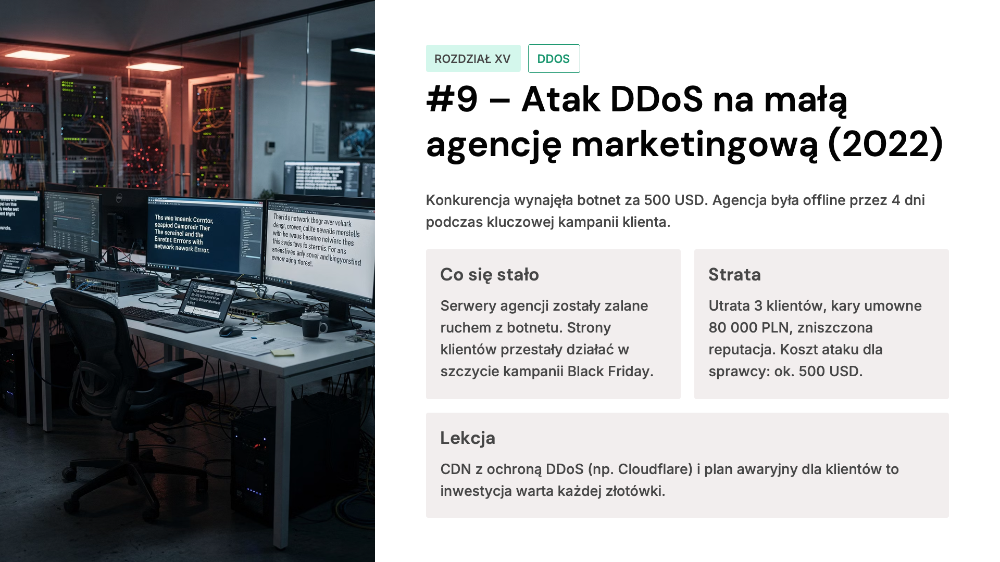 ROZDZIAŁ XV
DDOS
#9 – Atak DDoS na małą
agencję marketingową (2022)
Konkurencja wynajęła botnet za 500 USD. Agencja była offline przez 4 dni
podczas kluczowej kampanii klienta.
Co się stało
Serwery agencji zostały zalane
ruchem z botnetu. Strony
klientów przestały działać w
szczycie kampanii Black Friday.
Strata
Utrata 3 klientów, kary umowne
80 000 PLN, zniszczona
reputacja. Koszt ataku dla
sprawcy: ok. 500 USD.
Lekcja
CDN z ochroną DDoS (np. Cloudflare) i plan awaryjny dla klientów to
inwestycja warta każdej złotówki.